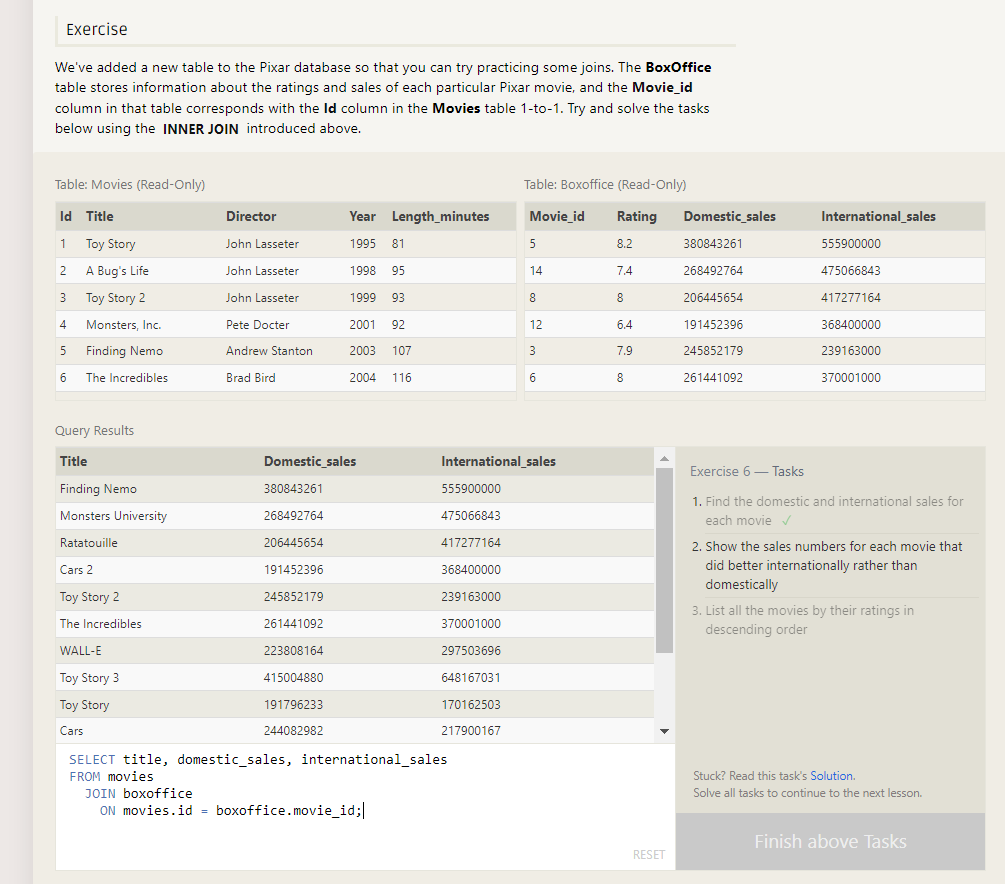 Exercise
We've added a new table to the Pixar database so that you can try practicing some joins. The BoxOffice
table stores information about the ratings and sales of each particular Pixar movie, and the Movie_id
column in that table corresponds with the Id column in the Movies table 1-to-1. Try and solve the tasks
below using the INNER JOIN introduced above.
Table: Movies (Read-Only)
Id Title Director Year Length_minutes
1 Toy Story John Lasseter 1995 81
2 A Bug's Life John Lasseter 1998 95
3 Toy Story 2 John Lasseter 1999 93
4 Monsters, Inc. Pete Docter 2001 92
5 Finding Nemo Andrew Stanton 2003 107
6 The Incredibles Brad Bird 2004 116
Table: Boxoffice (Read-Only)
Movie_id Rating Domestic_sales International_sales
5 8.2 380843261 555900000
14 7.4 268492764 475066843
8 8 206445654 417277164
12 6.4 191452396 368400000
3 7.9 245852179 239163000
6 8 261441092 370001000
Query Results
Title Domestic_sales International_sales
Finding Nemo 380843261 555900000
Monsters University 268492764 475066843
Ratatouille 206445654 417277164
Cars 2 191452396 368400000
Toy Story 2 245852179 239163000
The Incredibles 261441092 370001000
WALL-E 223808164 297503696
Toy Story 3 415004880 648167031
Toy Story 191796233 170162503
Cars 244082982 217900167
SELECT title, domestic_sales, international_sales
FROM movies
JOIN boxoffice
ON movies.id = boxoffice.movie_id;
RESET
Exercise 6 — Tasks
1. Find the domestic and international sales for
each movie ✓
2. Show the sales numbers for each movie that
did better internationally rather than
domestically
3. List all the movies by their ratings in
descending order
Stuck? Read this task's Solution.
Solve all tasks to continue to the next lesson.
Finish above Tasks